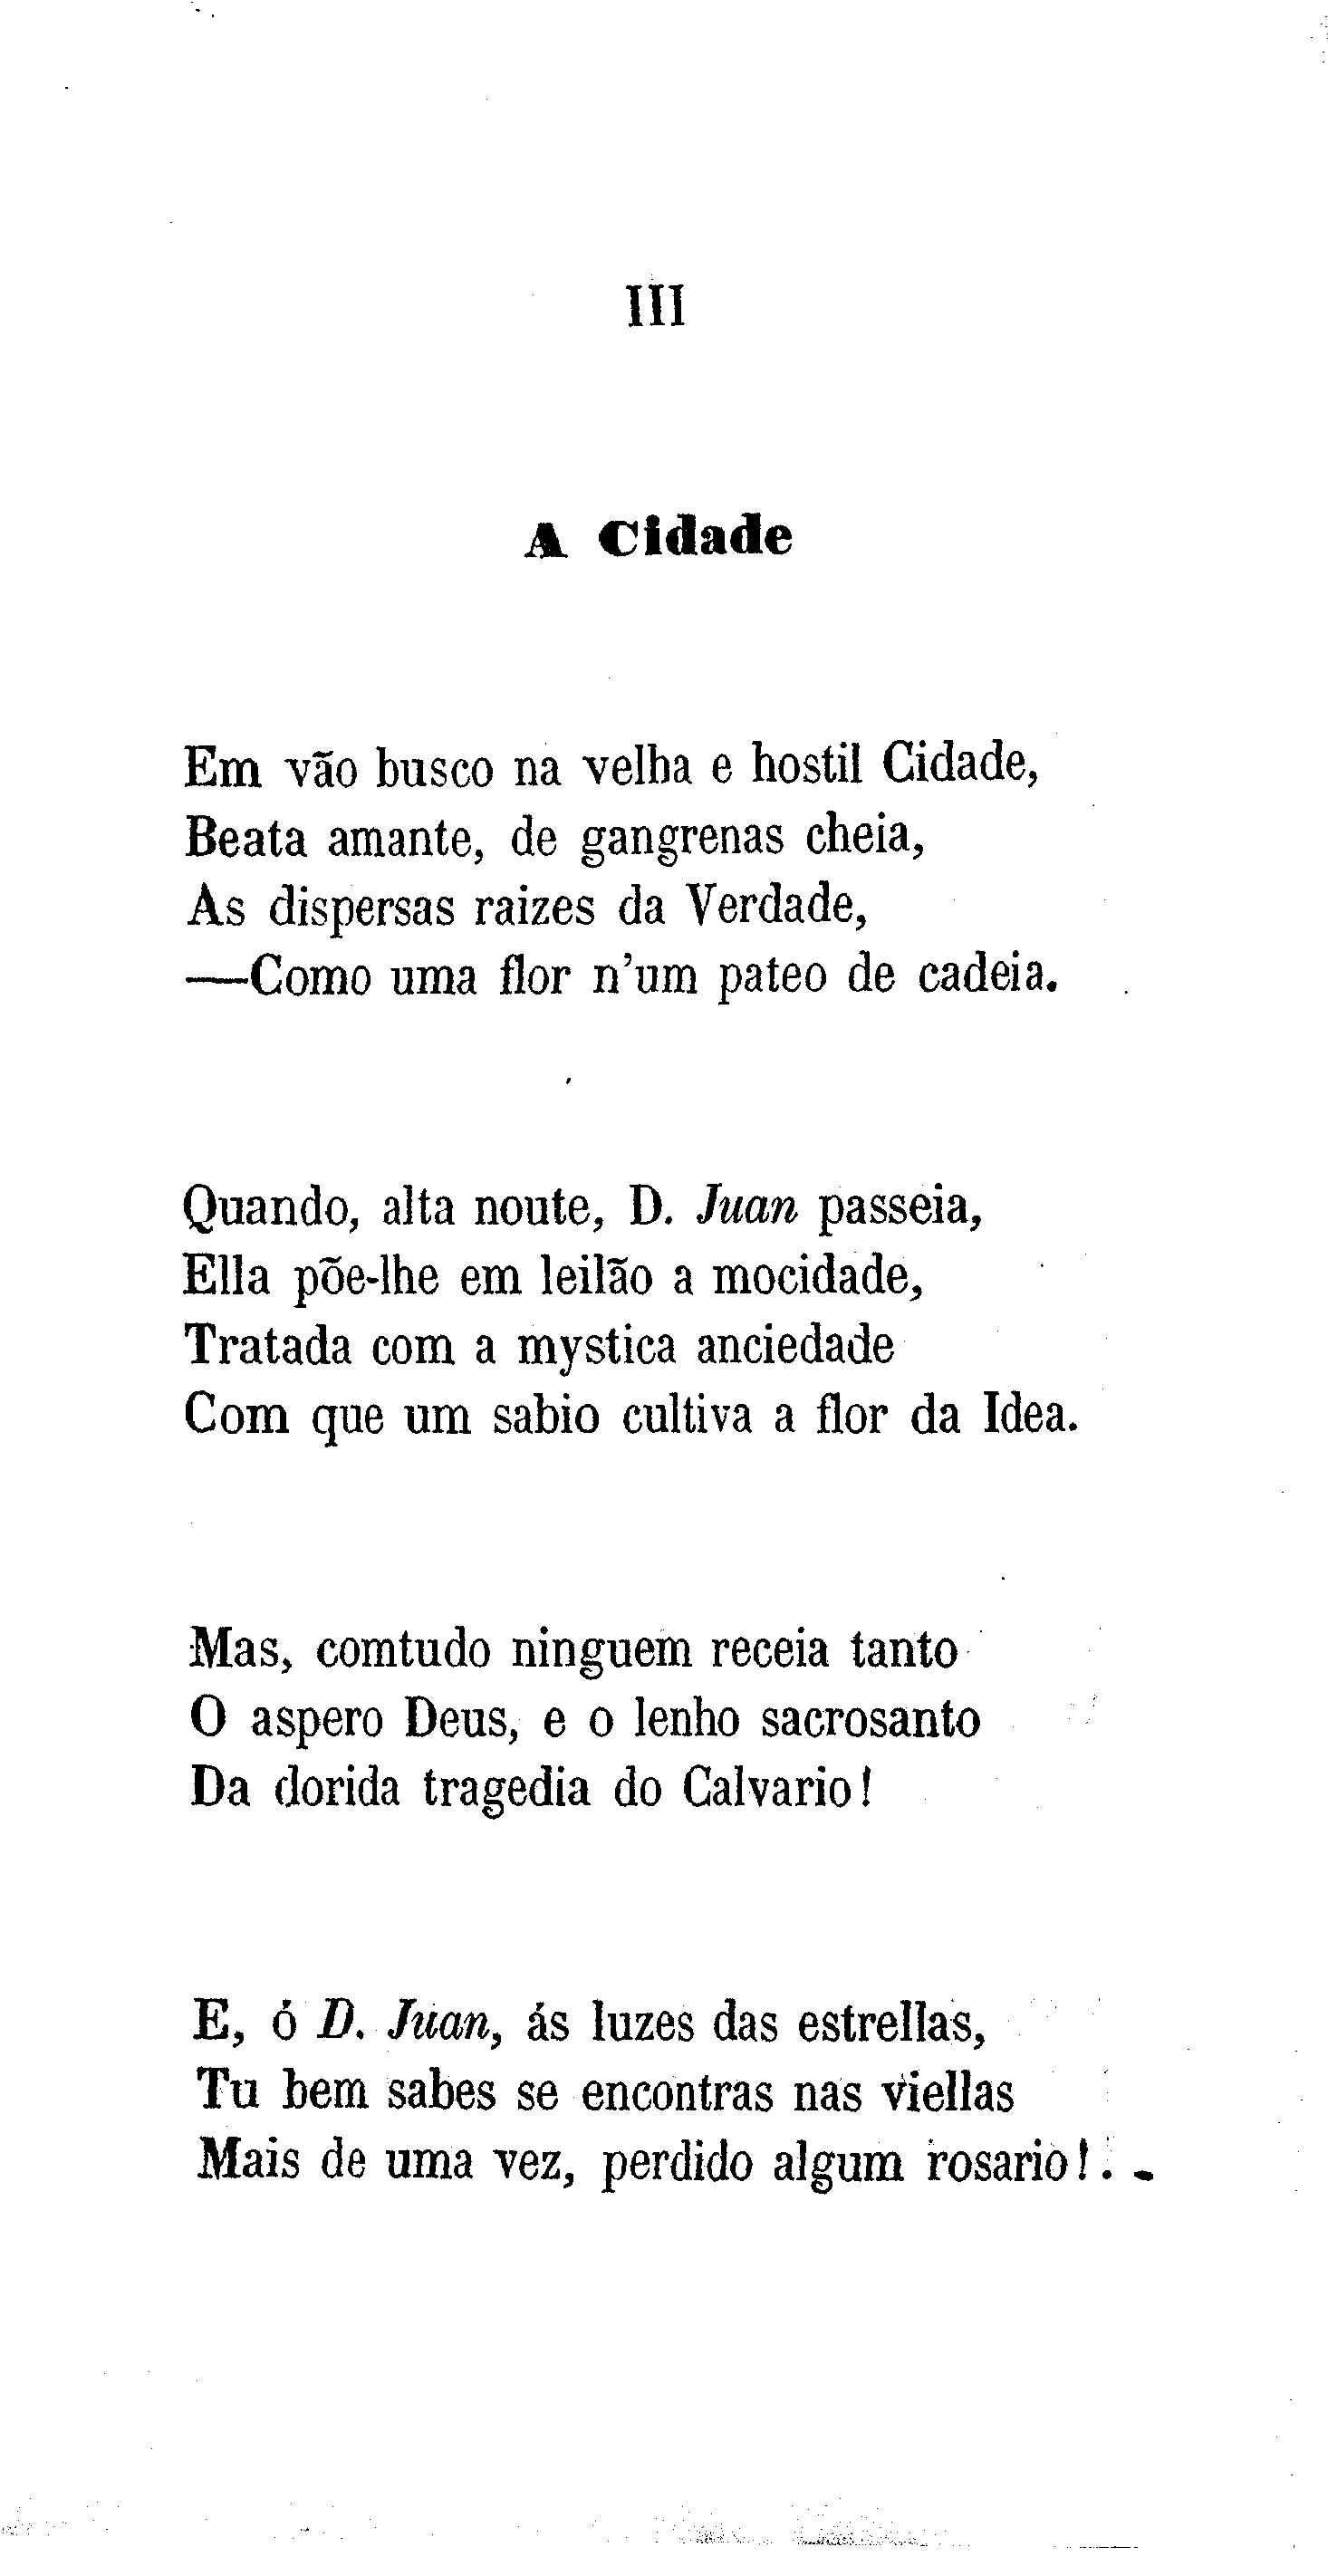 III
A Cidade
Em vão busco na velha e hostil Cidade,
Beata amante, de gangrenas cheia,
As dispersas raizes da Verdade,
—Como uma flor n'um pateo de cadeia.
Quando, alta noute, D. Juan passeia,
Ella põe-lhe em leilão a mocidade,
Tratada com a mystica anciedade
Com que um sabio cultiva a flor da Idea.
Mas, comtudo ninguem receia tanto
O aspero Deus, e o lenho sacrosanto
Da dorida tragedia do Calvario!
E, ó D. Juan, ás luzes das estrellas,
Tu bem sabes se encontras nas viellas
Mais de uma vez, perdido algum rosario!..